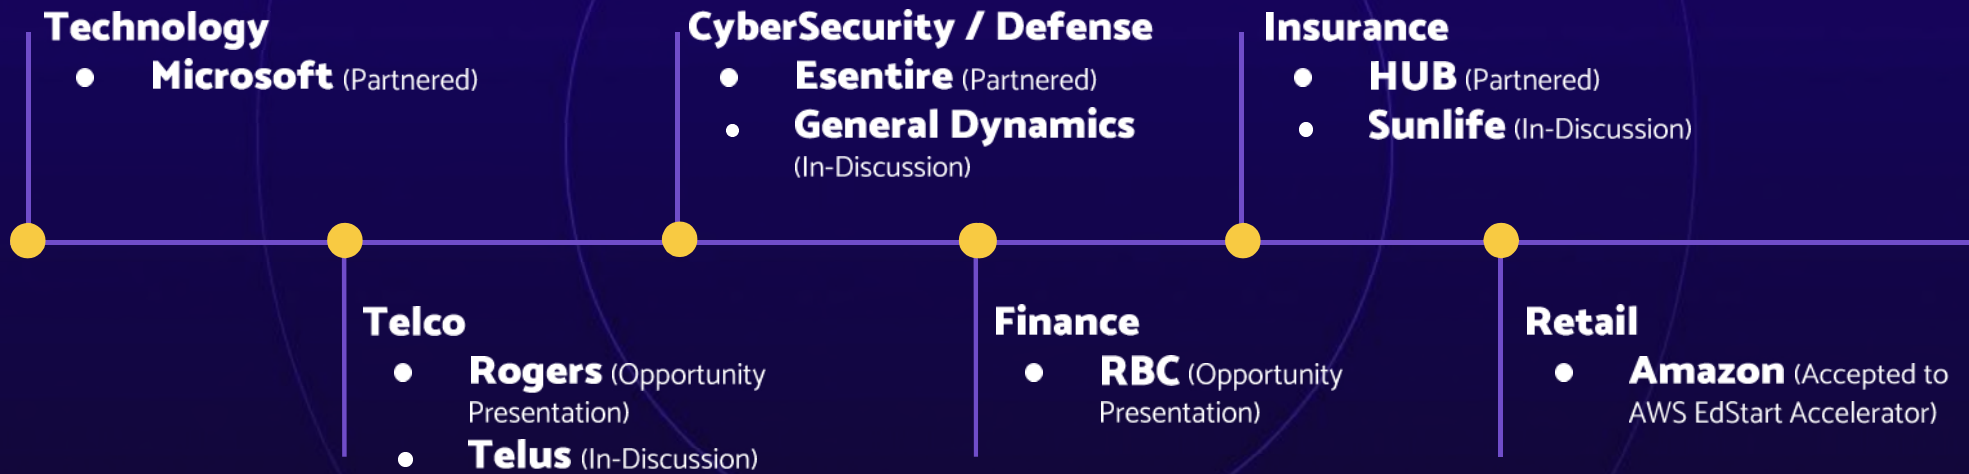 Technology
Microsoft (Partnered)
CyberSecurity / Defense
Esentire (Partnered)
General Dynamics
(In-Discussion)
Insurance
HUB (Partnered)
Sunlife (In-Discussion)
Telco
Rogers (Opportunity
Presentation)
Telus (In-Discussion)
Finance
RBC (Opportunity
Presentation)
Retail
Amazon (Accepted to
AWS EdStart Accelerator)